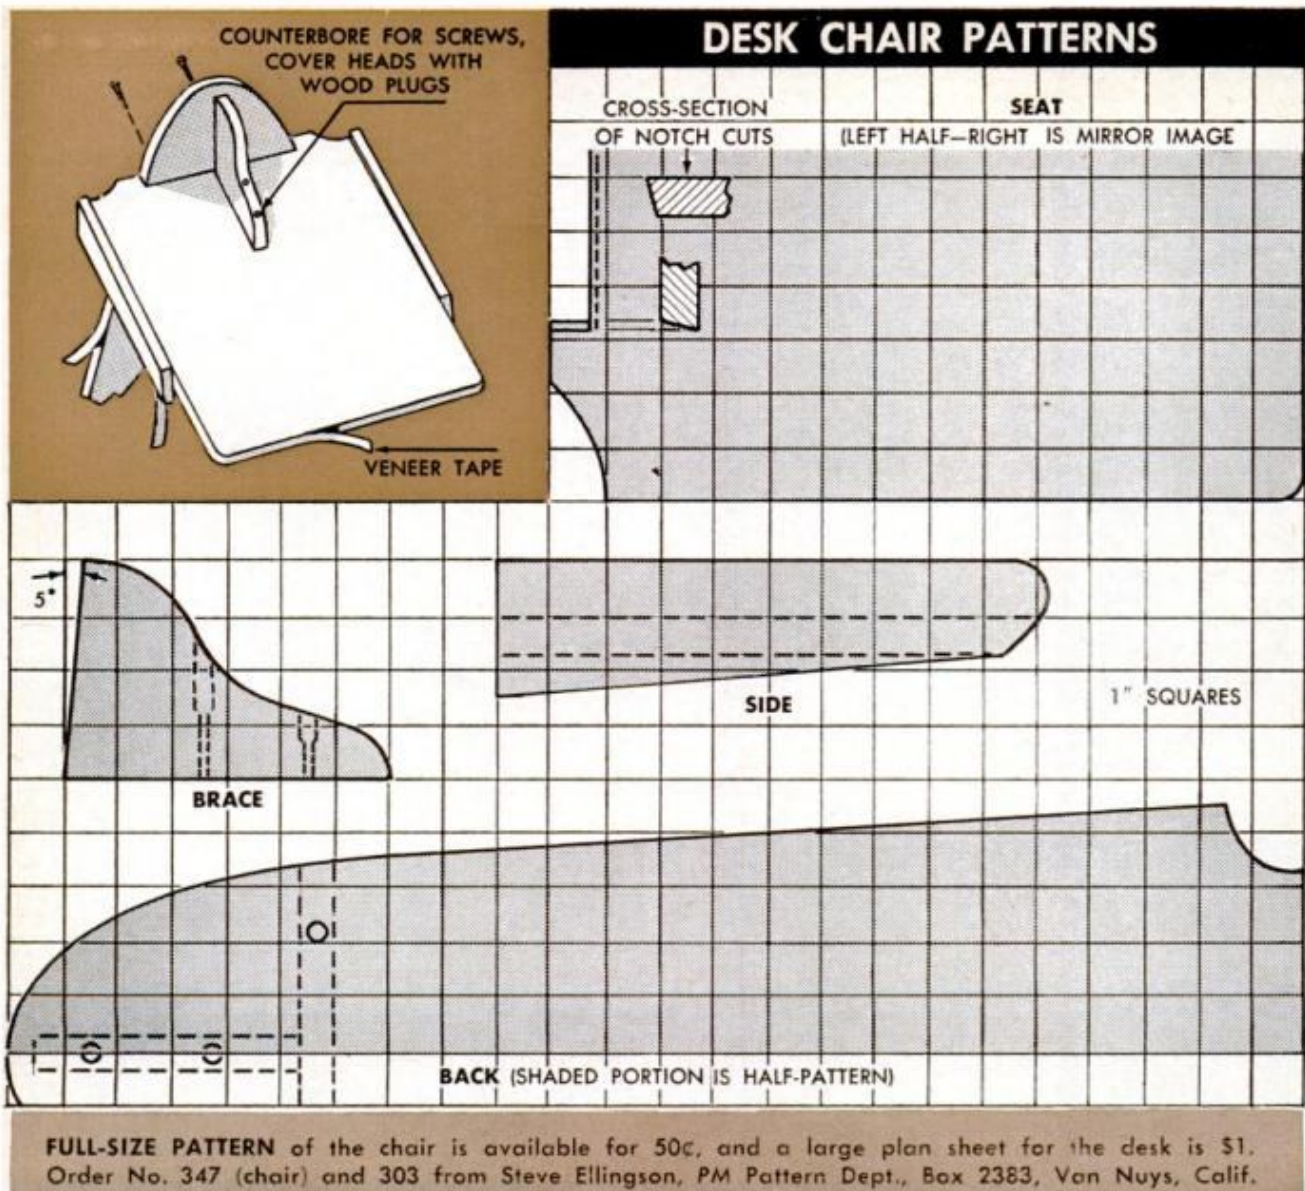 COUNTERBORE FOR SCREWS,
COVER HEADS WITH
WOOD PLUGS
VENEER TAPE
DESK CHAIR PATTERNS
CROSS-SECTION
OF NOTCH CUTS
SEAT
(LEFT HALF—RIGHT IS MIRROR IMAGE
5°
BRACE
SIDE
1" SQUARES
BACK (SHADED PORTION IS HALF-PATTERN)
FULL-SIZE PATTERN of the chair is available for 50¢, and a large plan sheet for the desk is $1.
Order No. 347 (chair) and 303 from Steve Ellingson, PM Pattern Dept., Box 2383, Van Nuys, Calif.